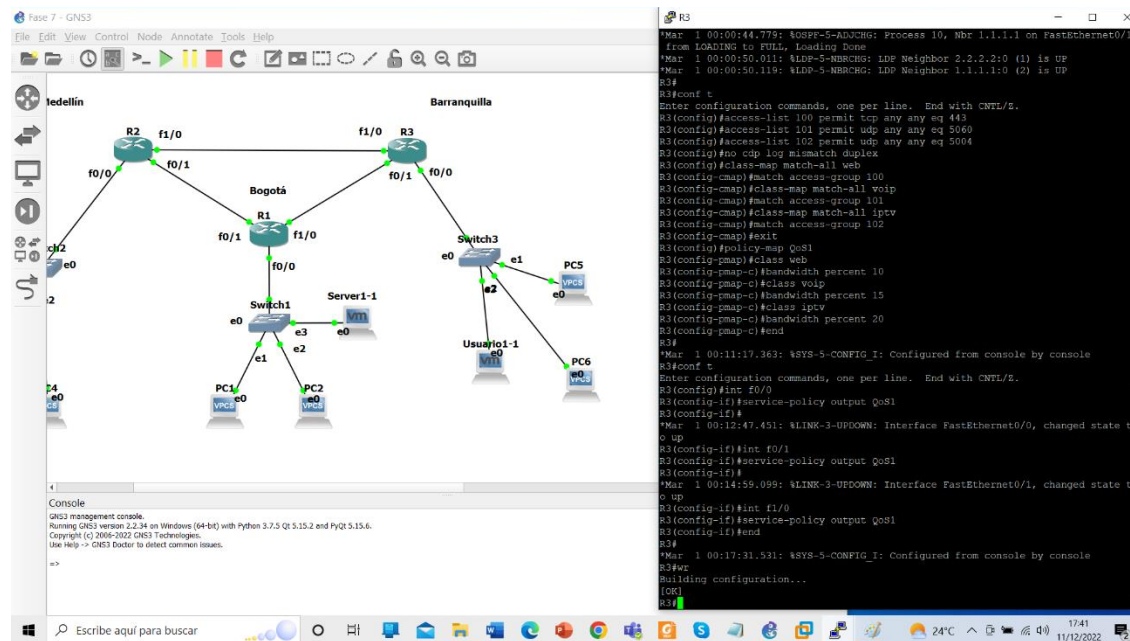 Fase 7 - GNS3
File Edit View Control Node Annotate Tools Help
edellín
Barranquilla
R2
f1/0
f1/0
R3
f0/0
f0/1
f0/1
f0/0
Bogotá
R1
f0/1
f1/0
f0/0
Switch3
e0
e1
PC5
VPCS
e0
e0
Switch1
Server1-1
vm
e0
e3
e0
e1
e2
Usuario1-1
e0
vm
PC6
e0
VPCS
e0
PC1
e0
VPCS
PC2
e0
VPCS
Console
GNS3 management console.
Running GNS3 version 2.2.34 on Windows (64-bit) with Python 3.7.5 Qt 5.15.2 and PyQt 5.15.6.
Copyright (c) 2006-2022 GNS3 Technologies.
Use Help -> GNS3 Doctor to detect common issues.
=>
R3
*Mar 1 00:00:44.779: %OSPF-5-ADJCHG: Process 10, Nbr 1.1.1.1 on FastEthernet0/1
from LOADING to FULL, Loading Done
*Mar 1 00:00:50.011: %LDP-5-NBRCHG: LDP Neighbor 2.2.2.2:0 (1) is UP
*Mar 1 00:00:50.119: %LDP-5-NBRCHG: LDP Neighbor 1.1.1.1:0 (2) is UP
R3#
R3#conf t
Enter configuration commands, one per line. End with CNTL/Z.
R3(config)#access-list 100 permit tcp any any eq 443
R3(config)#access-list 101 permit udp any any eq 5060
R3(config)#access-list 102 permit udp any any eq 5004
R3(config)#no cdp log mismatch duplex
R3(config)#class-map match-all web
R3(config-cmap)#match access-group 100
R3(config-cmap)#class-map match-all voip
R3(config-cmap)#match access-group 101
R3(config-cmap)#class-map match-all iptv
R3(config-cmap)#match access-group 102
R3(config-cmap)#exit
R3(config)#policy-map QoS1
R3(config-pmap)#class web
R3(config-pmap-c)#bandwidth percent 10
R3(config-pmap-c)#class voip
R3(config-pmap-c)#bandwidth percent 15
R3(config-pmap-c)#class iptv
R3(config-pmap-c)#bandwidth percent 20
R3(config-pmap-c)#end
R3#
*Mar 1 00:11:17.363: %SYS-5-CONFIG_I: Configured from console by console
R3#conf t
Enter configuration commands, one per line. End with CNTL/Z.
R3(config)#int f0/0
R3(config-if)#service-policy output QoS1
R3(config-if)#
*Mar 1 00:12:47.451: %LINK-3-UPDOWN: Interface FastEthernet0/0, changed state t
o up
R3(config-if)#int f0/1
R3(config-if)#service-policy output QoS1
R3(config-if)#
*Mar 1 00:14:59.099: %LINK-3-UPDOWN: Interface FastEthernet0/1, changed state t
o up
R3(config-if)#int f1/0
R3(config-if)#service-policy output QoS1
R3(config-if)#end
R3#
*Mar 1 00:17:31.531: %SYS-5-CONFIG_I: Configured from console by console
R3#wr
Building configuration...
[OK]
R3#
Escribe aquí para buscar
24°C
17:41
11/12/2022